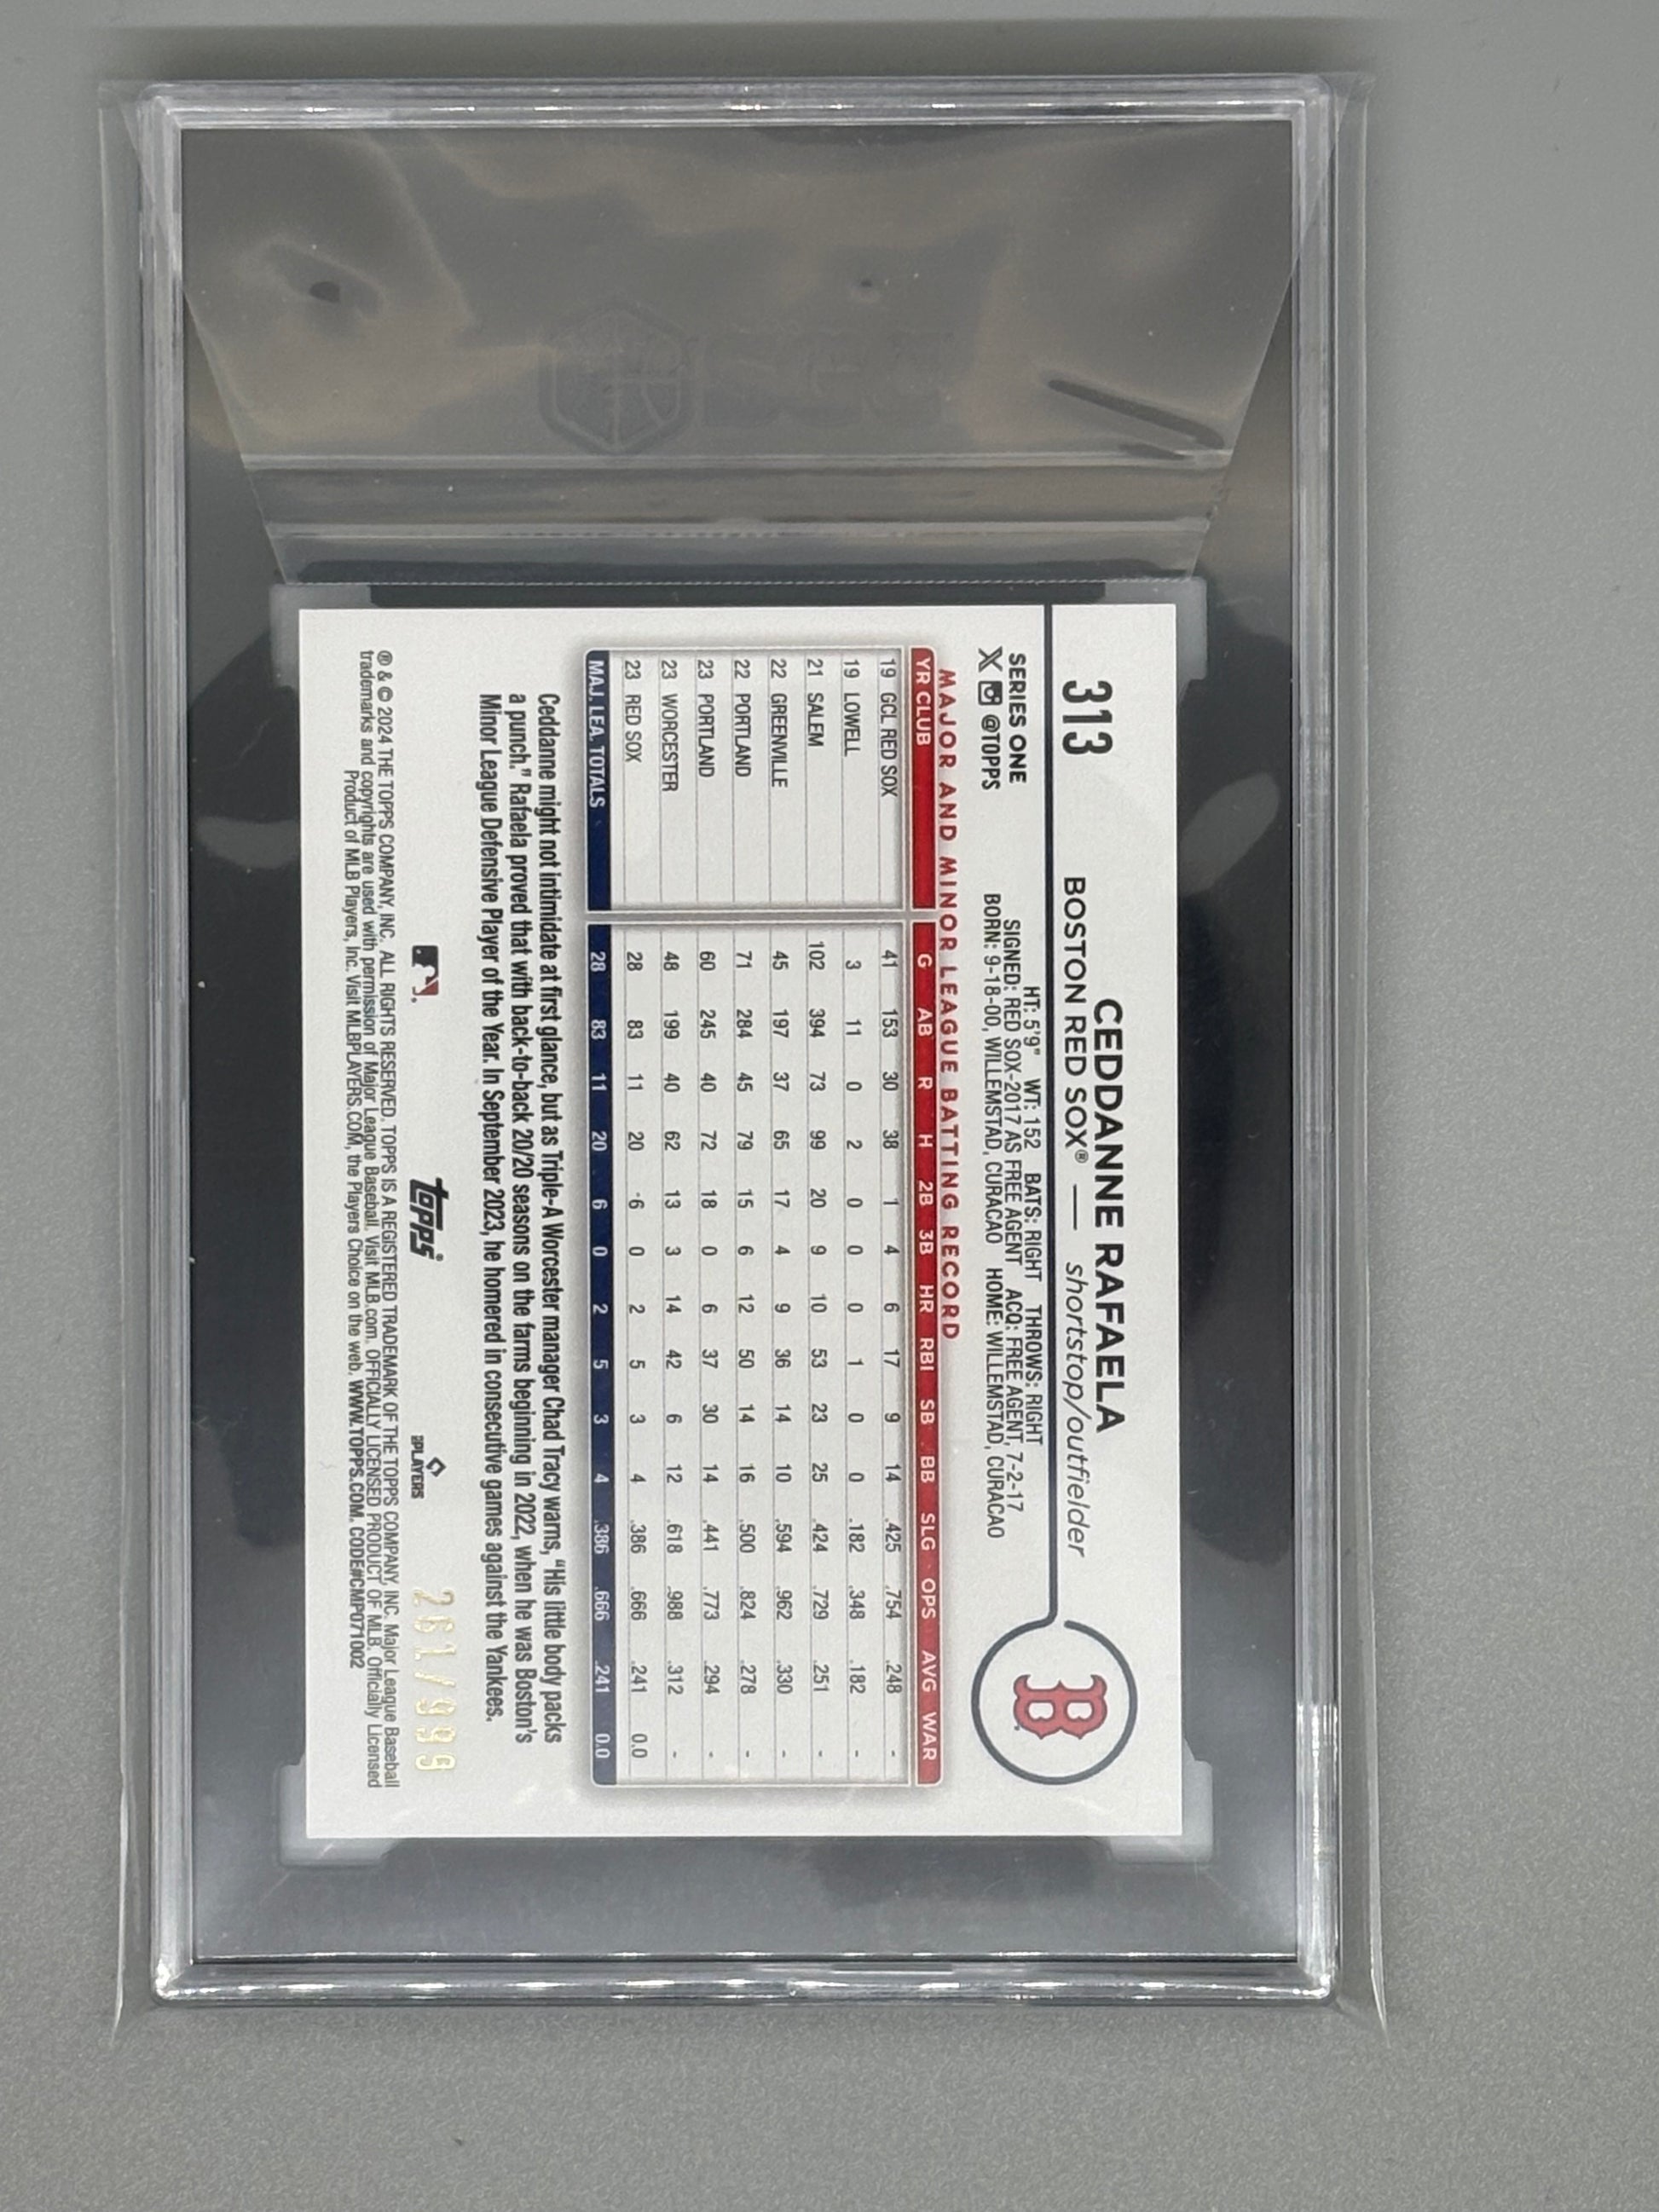 313
CEDDANNE RAFAELA
BOSTON RED SOX® — shortstop/outfielder
B
SERIES ONE
X @TOPPS
HT: 5'9" WT: 152 BATS: RIGHT THROWS: RIGHT
SIGNED: RED SOX-2017 AS FREE AGENT ACQ: FREE AGENT, 7-2-17
BORN: 9-18-00, WILLEMSTAD, CURACAO HOME: WILLEMSTAD, CURACAO
MAJOR AND MINOR LEAGUE BATTING RECORD
YR CLUB G AB R H 2B 3B HR RBI SB BB SLG OPS AVG WAR
19 GCL RED SOX 41 153 30 38 1 4 6 17 9 14 .425 .754 .248 -
19 LOWELL 3 11 0 2 0 0 0 1 0 0 .182 .348 .182 -
21 SALEM 102 394 73 99 20 9 10 53 23 25 .424 .729 .251 -
22 GREENVILLE 45 197 37 65 17 4 9 36 14 10 .594 .962 .330 -
22 PORTLAND 71 284 45 79 15 6 12 50 14 16 .500 .824 .278 -
23 PORTLAND 60 245 40 72 18 0 6 37 30 14 .441 .773 .294 -
23 WORCESTER 48 199 40 62 13 3 14 42 6 12 .618 .988 .312 -
23 RED SOX 28 83 11 20 6 0 2 5 3 4 .386 .666 .241 0.0
MAJ. LEA. TOTALS 28 83 11 20 6 0 2 5 3 4 .386 .666 .241 0.0
Ceddanne might not intimidate at first glance, but as Triple-A Worcester manager Chad Tracy warns, "His little body packs
a punch." Rafaela proved that with back-to-back 20/20 seasons on the farms beginning in 2022, when he was Boston's
Minor League Defensive Player of the Year. In September 2023, he homered in consecutive games against the Yankees.
topps
PLAYERS
261/999
® & © 2024 THE TOPPS COMPANY, INC. ALL RIGHTS RESERVED. TOPPS IS A REGISTERED TRADEMARK OF THE TOPPS COMPANY, INC. Major League Baseball
trademarks and copyrights are used with permission of Major League Baseball. Visit MLB.com. OFFICIALLY LICENSED PRODUCT OF MLB. Officially Licensed
Product of MLB Players, Inc. Visit MLBPLAYERS.COM, the Players Choice on the web. WWW.TOPPS.COM. CODE#CMP071002